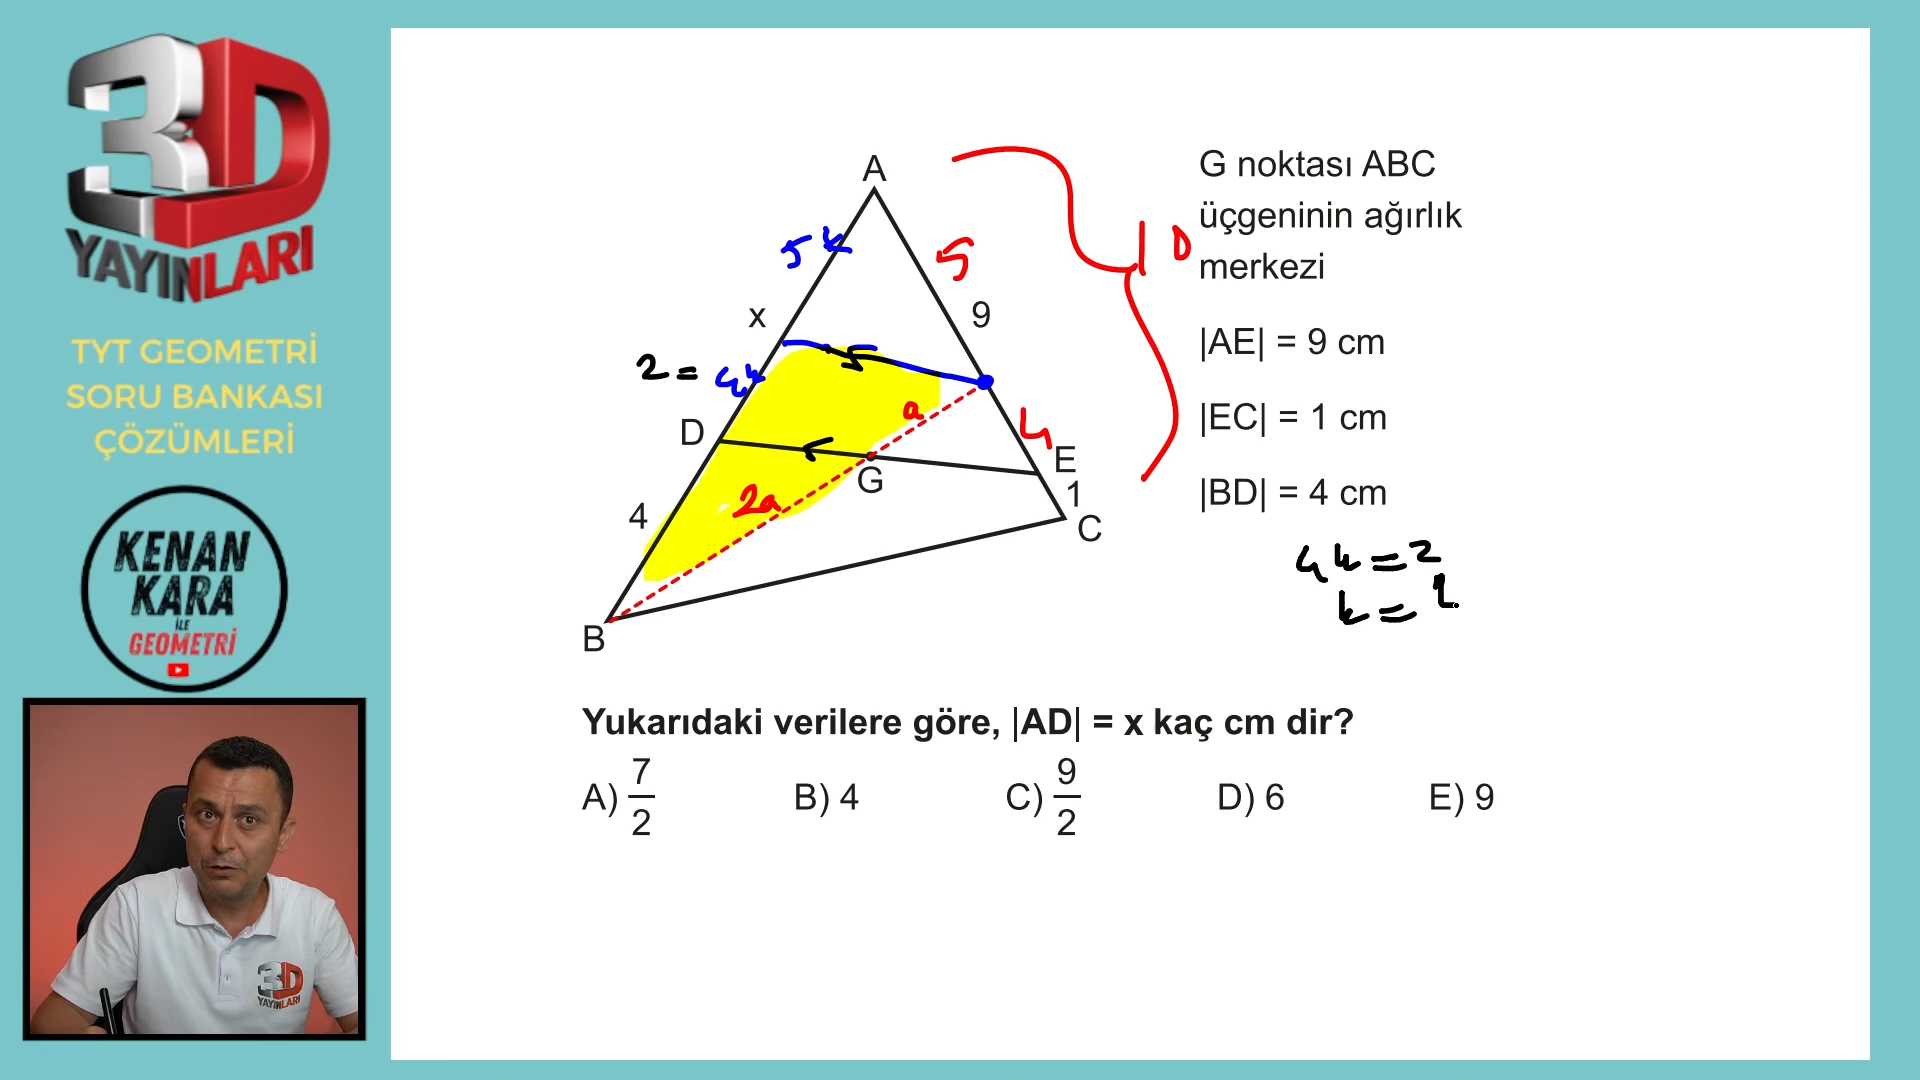 3D
YAYINLARI
TYT GEOMETRİ
SORU BANKASI
ÇÖZÜMLERİ
KENAN
KARA
İLE
GEOMETRİ
3D
YAYINLARI
A
5k
5
10
x
9
2 = 4k
a
4
D
G
E
2a
1
4
C
B
G noktası ABC
üçgeninin ağırlık
merkezi
|AE| = 9 cm
|EC| = 1 cm
|BD| = 4 cm
4k = 2
k = 1
Yukarıdaki verilere göre, |AD| = x kaç cm dir?
A) 7/2 B) 4 C) 9/2 D) 6 E) 9